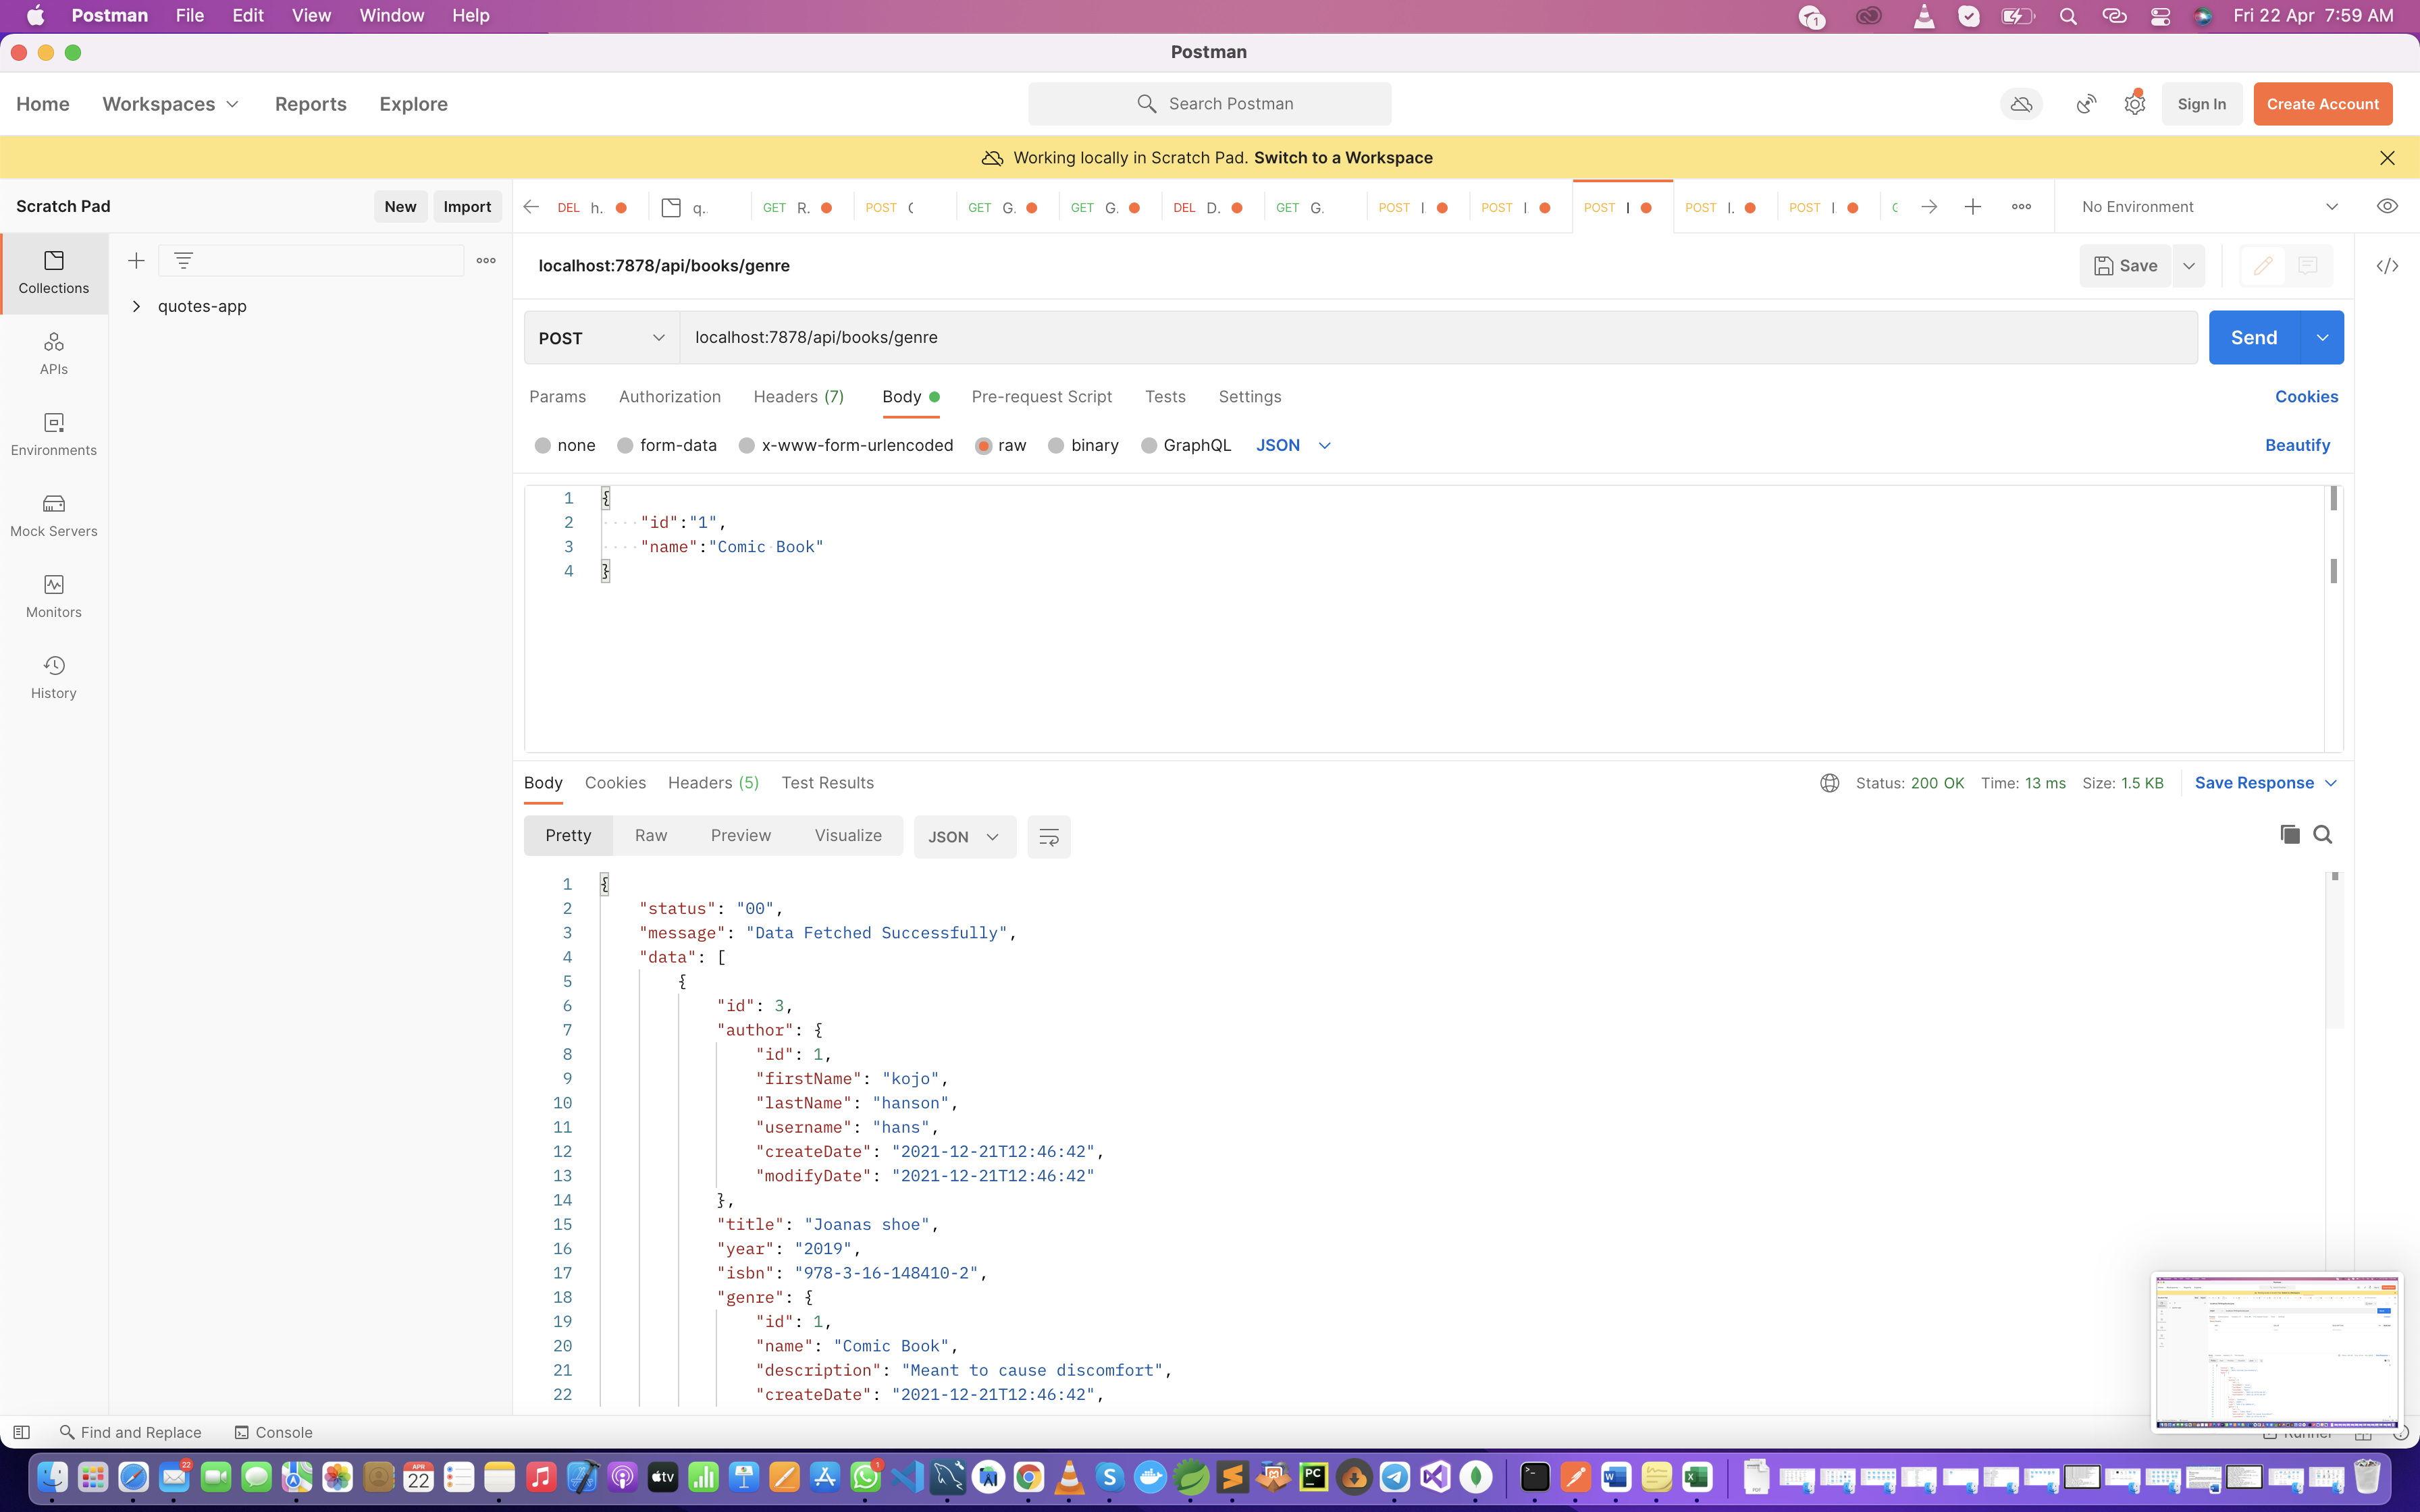 Postman File Edit View Window Help Fri 22 Apr 7:59 AM
Postman
Home Workspaces Reports Explore Search Postman Sign In Create Account
Working locally in Scratch Pad. Switch to a Workspace
Scratch Pad New Import DEL h. q.. GET R. POST GET G. GET G. DEL D. GET G. POST POST POST POST POST No Environment
Collections
localhost:7878/api/books/genre Save
quotes-app
APIs
POST localhost:7878/api/books/genre Send
Params Authorization Headers (7) Body Pre-request Script Tests Settings Cookies
Environments
none form-data x-www-form-urlencoded raw binary GraphQL JSON Beautify
Mock Servers
1 {
2 "id":"1",
3 "name":"Comic Book"
4 }
Monitors
History
Body Cookies Headers (5) Test Results Status: 200 OK Time: 13 ms Size: 1.5 KB Save Response
Pretty Raw Preview Visualize JSON
1 {
2 "status": "00",
3 "message": "Data Fetched Successfully",
4 "data": [
5 {
6 "id": 3,
7 "author": {
8 "id": 1,
9 "firstName": "kojo",
10 "lastName": "hanson",
11 "username": "hans",
12 "createDate": "2021-12-21T12:46:42",
13 "modifyDate": "2021-12-21T12:46:42"
14 },
15 "title": "Joanas shoe",
16 "year": "2019",
17 "isbn": "978-3-16-148410-2",
18 "genre": {
19 "id": 1,
20 "name": "Comic Book",
21 "description": "Meant to cause discomfort",
22 "createDate": "2021-12-21T12:46:42",
Find and Replace Console
22 APR 22 tv 1 PC